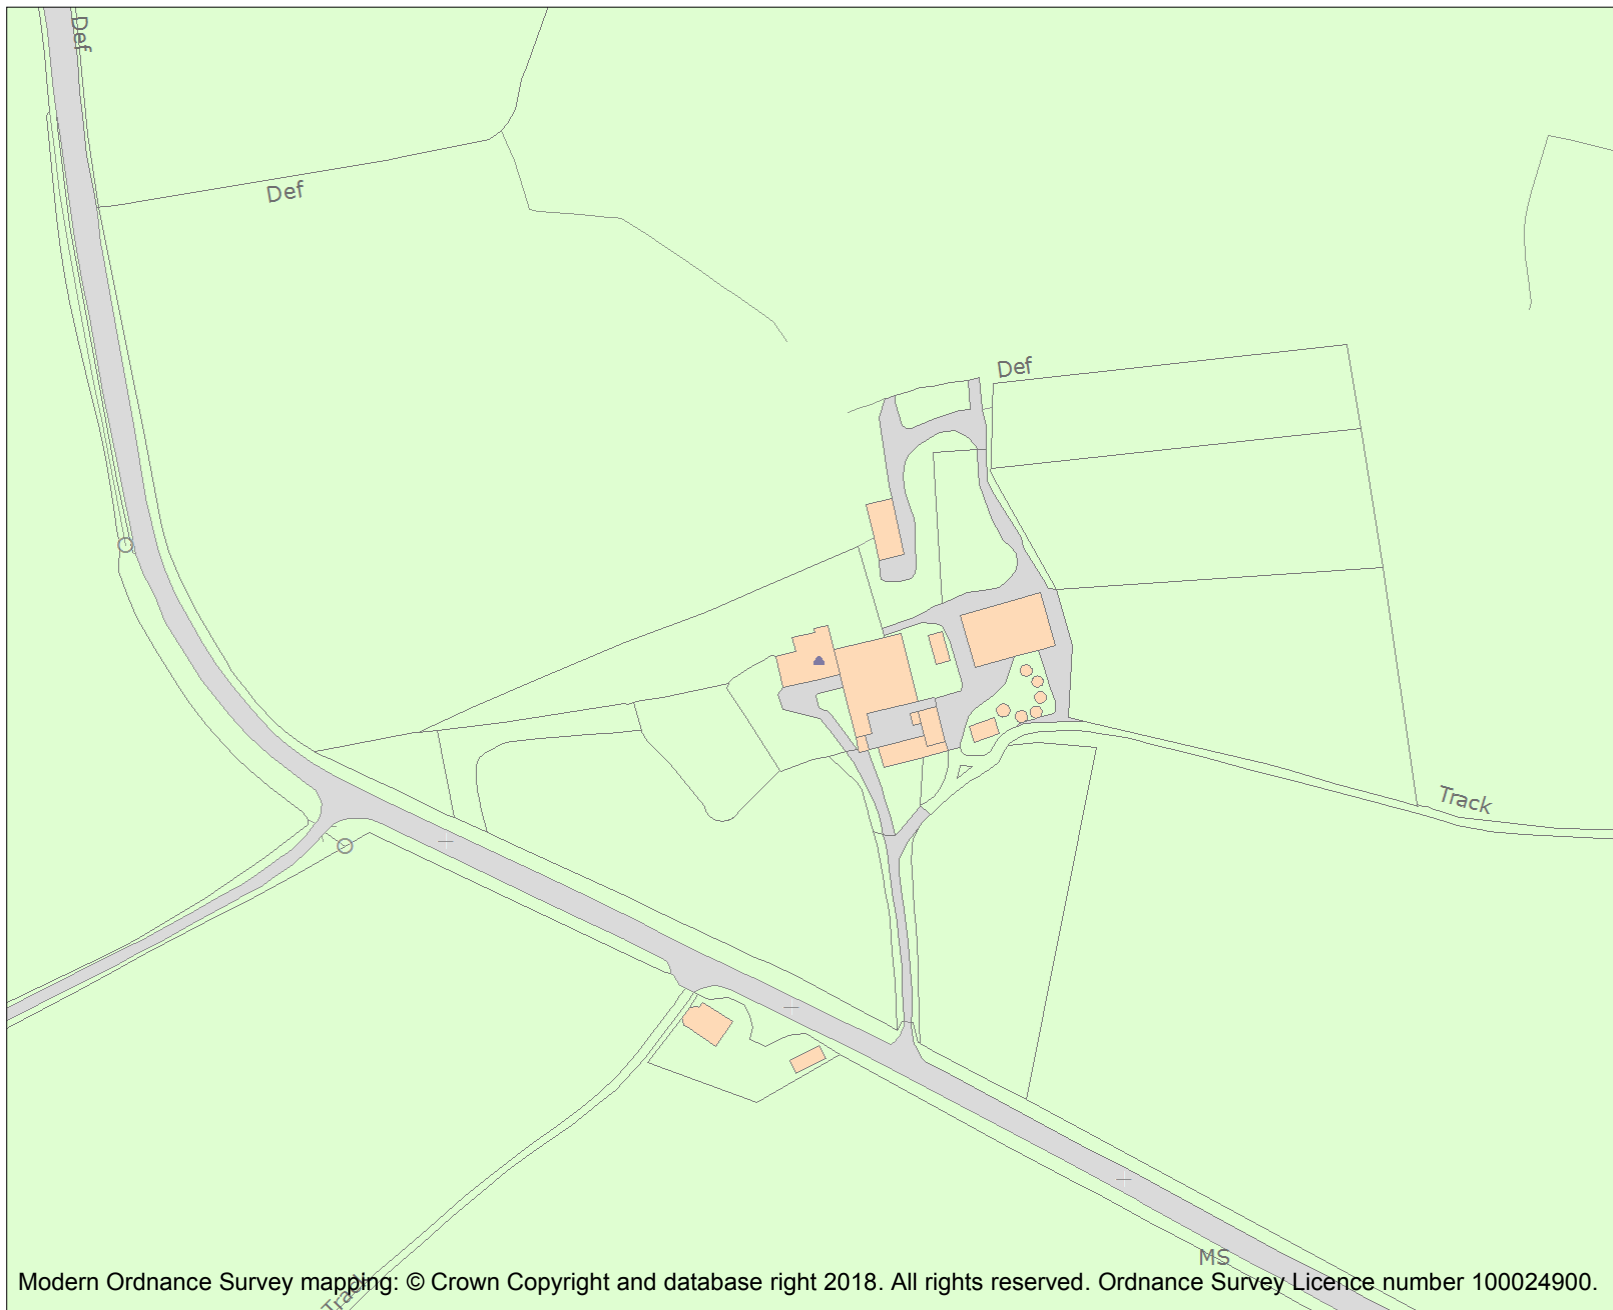 Def
Def
Def
Track
MS
Track
Modern Ordnance Survey mapping: © Crown Copyright and database right 2018. All rights reserved. Ordnance Survey Licence number 100024900.